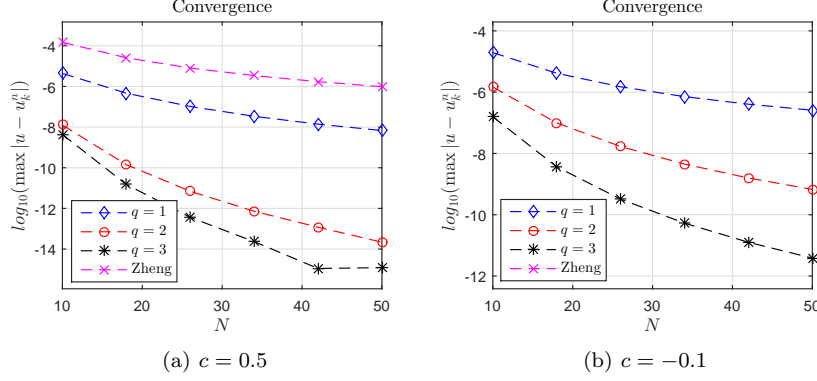 Convergence
-4
-6
-8
-10
-12
-14
log10(max |u − u_k^n|)
q = 1
q = 2
q = 3
Zheng
10 20 30 40 50
N
(a) c = 0.5
Convergence
-4
-6
-8
-10
-12
log10(max |u − u_k^n|)
q = 1
q = 2
q = 3
Zheng
10 20 30 40 50
N
(b) c = −0.1